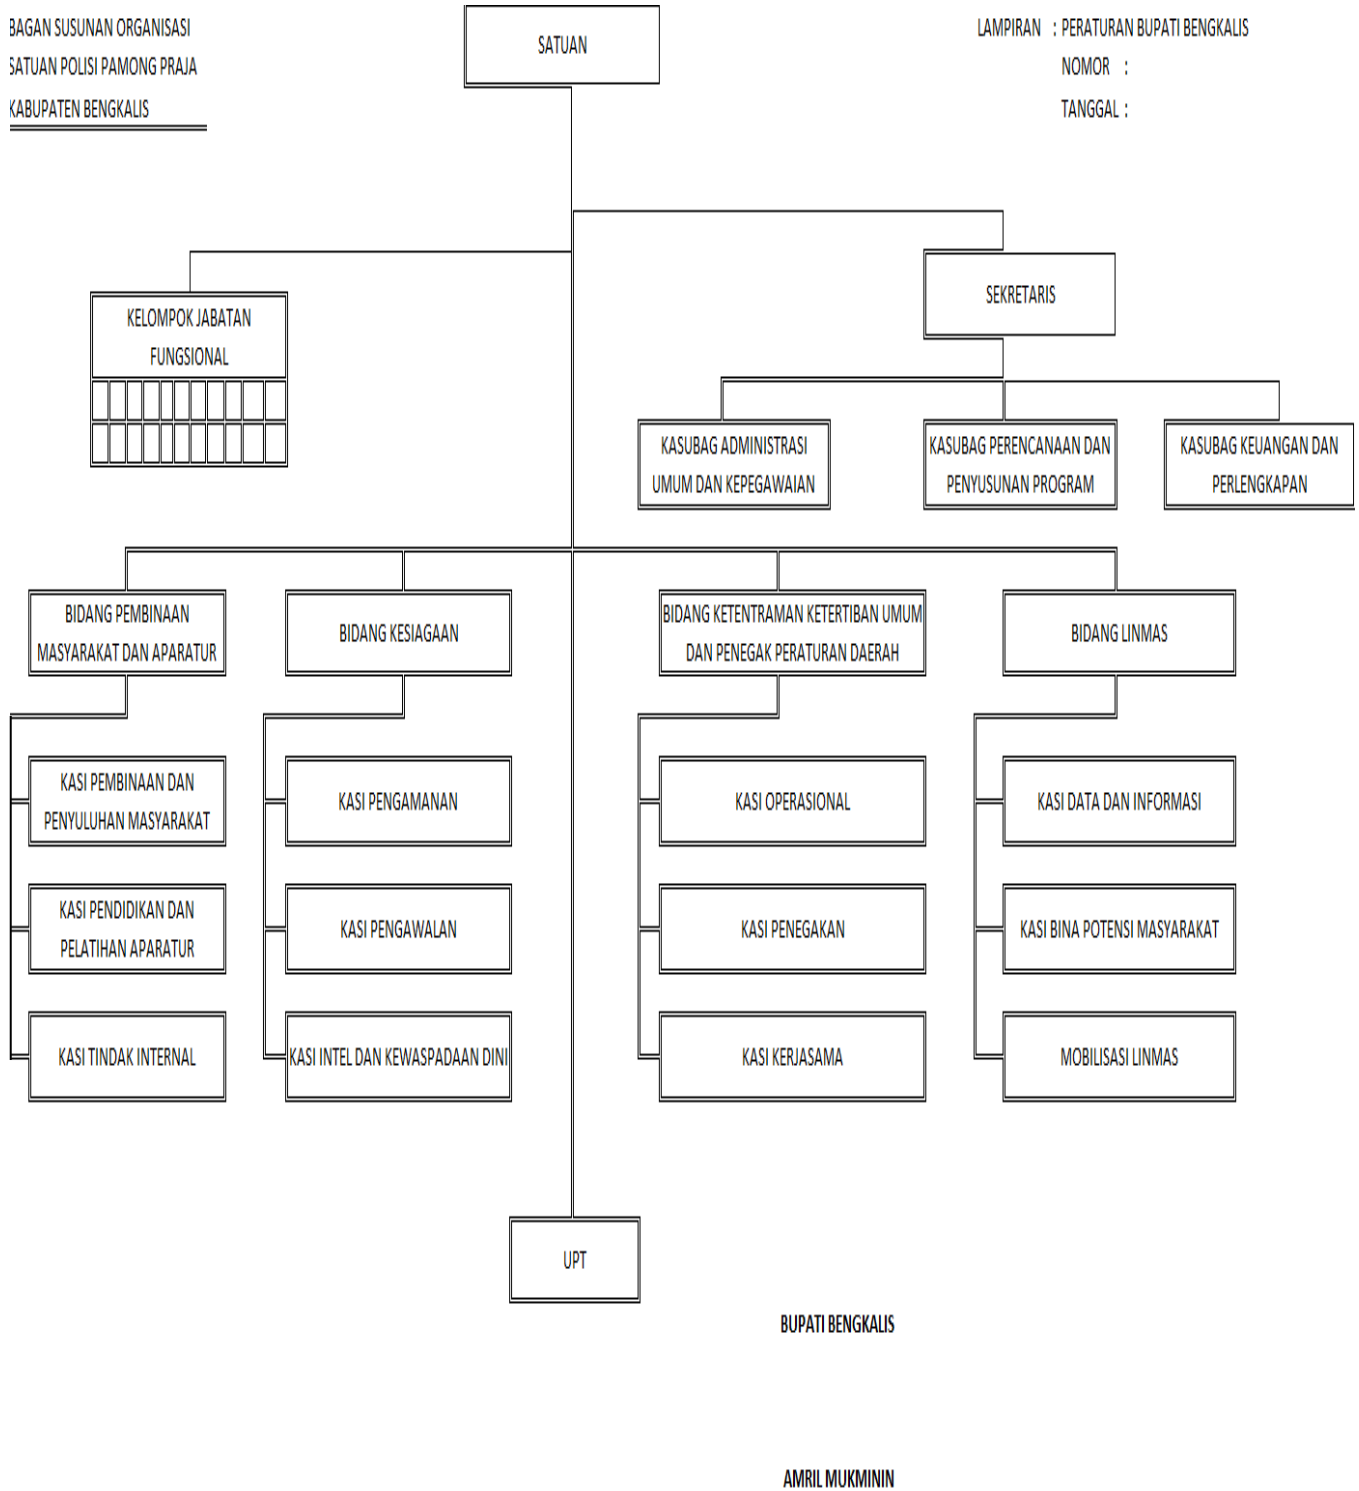 BAGAN SUSUNAN ORGANISASI
SATUAN POLISI PAMONG PRAJA
KABUPATEN BENGKALIS
SATUAN
LAMPIRAN : PERATURAN BUPATI BENGKALIS
NOMOR :
TANGGAL :
SEKRETARIS
KELOMPOK JABATAN
FUNGSIONAL
KASUBAG ADMINISTRASI
UMUM DAN KEPEGAWAIAN
KASUBAG PERENCANAAN DAN
PENYUSUNAN PROGRAM
KASUBAG KEUANGAN DAN
PERLENGKAPAN
BIDANG PEMBINAAN
MASYARAKAT DAN APARATUR
BIDANG KESIAGAAN
BIDANG KETENTRAMAN KETERTIBAN UMUM
DAN PENEGAK PERATURAN DAERAH
BIDANG LINMAS
KASI PEMBINAAN DAN
PENYULUHAN MASYARAKAT
KASI PENGAMANAN
KASI OPERASIONAL
KASI DATA DAN INFORMASI
KASI PENDIDIKAN DAN
PELATIHAN APARATUR
KASI PENGAWALAN
KASI PENEGAKAN
KASI BINA POTENSI MASYARAKAT
KASI TINDAK INTERNAL
KASI INTEL DAN KEWASPADAAN DINI
KASI KERJASAMA
MOBILISASI LINMAS
UPT
BUPATI BENGKALIS
AMRIL MUKMININ